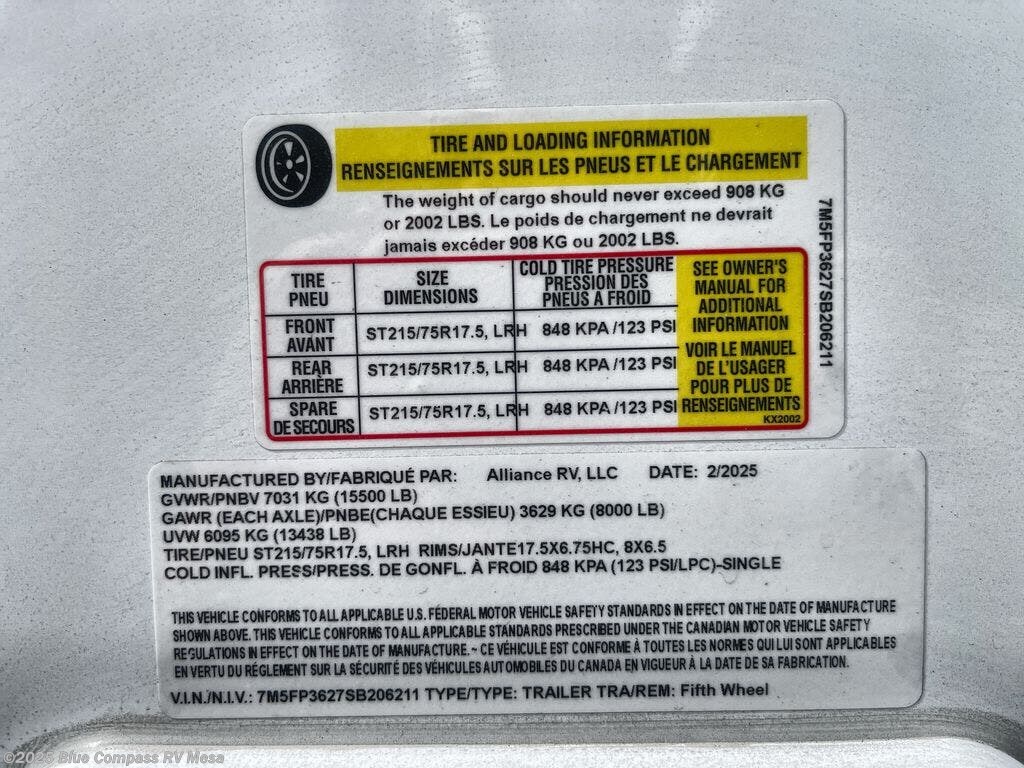 TIRE AND LOADING INFORMATION
RENSEIGNEMENTS SUR LES PNEUS ET LE CHARGEMENT
The weight of cargo should never exceed 908 KG
or 2002 LBS. Le poids de chargement ne devrait
jamais excéder 908 KG ou 2002 LBS.
TIRE PNEU SIZE DIMENSIONS COLD TIRE PRESSURE PRESSION DES PNEUS A FROID
FRONT AVANT ST215/75R17.5, LRH 848 KPA /123 PSI
REAR ARRIÈRE ST215/75R17.5, LRH 848 KPA /123 PSI
SPARE DE SECOURS ST215/75R17.5, LRH 848 KPA /123 PSI
SEE OWNER'S
MANUAL FOR
ADDITIONAL
INFORMATION
VOIR LE MANUEL
DE L'USAGER
POUR PLUS DE
RENSEIGNEMENTS
KX2002
7M5FP3627SB206211
MANUFACTURED BY/FABRIQUÉ PAR: Alliance RV, LLC DATE: 2/2025
GVWR/PNBV 7031 KG (15500 LB)
GAWR (EACH AXLE)/PNBE(CHAQUE ESSIEU) 3629 KG (8000 LB)
UVW 6095 KG (13438 LB)
TIRE/PNEU ST215/75R17.5, LRH RIMS/JANTE17.5X6.75HC, 8X6.5
COLD INFL. PRESS/PRESS. DE GONFL. À FROID 848 KPA (123 PSI/LPC)-SINGLE
THIS VEHICLE CONFORMS TO ALL APPLICABLE U.S. FÉDERAL MOTOR VEHICLE SAFETY STANDARDS IN EFFECT ON THE DATE OF MANUFACTURE
SHOWN ABOVE. THIS VEHICLE CONFORMS TO ALL APPLICABLE STANDARDS PRESCRIBED UNDER THE CANADIAN MOTOR VEHICLE SAFETY
REGULATIONS IN EFFECT ON THE DATE OF MANUFACTURE. ~ CE VÉHICULE EST CONFORME À TOUTES LES NORMES QUI LUI SONT APPLICABLES
EN VERTU DU RÉGLEMENT SUR LA SÉCURITÉ DES VÉHICULES AUTOMOBILES DU CANADA EN VIGUEUR À LA DATE DE SA FABRICATION.
V.I.N./N.I.V.: 7M5FP3627SB206211 TYPE/TYPE: TRAILER TRA/REM: Fifth Wheel
©2025 Blue Compass RV Mesa